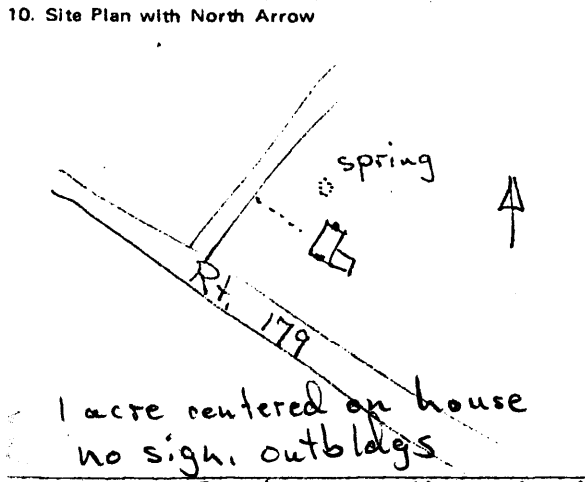 10. Site Plan with North Arrow
spring
Rt. 179
1 acre centered on house
no sign. outbldgs